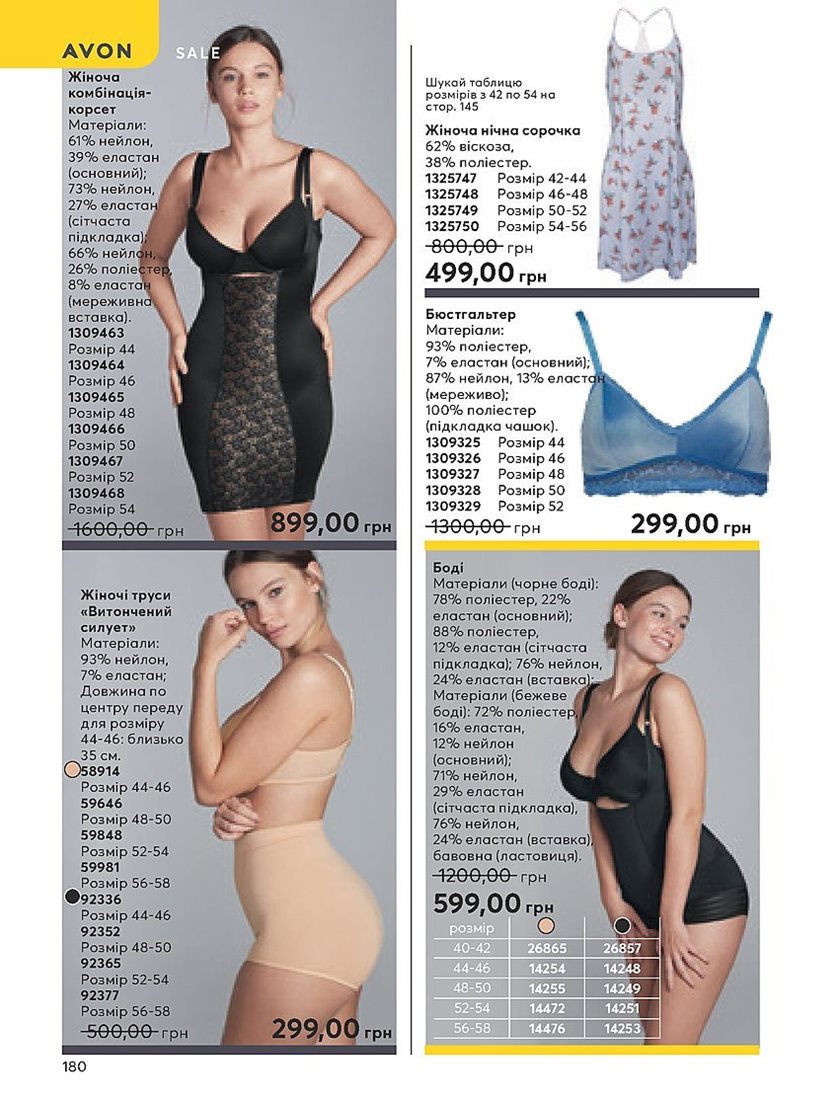 AVON
SALE
Жіноча
комбінація-
корсет
Матеріали:
61% нейлон,
39% еластан
(основний);
73% нейлон,
27% еластан
(сітчаста
підкладка);
66% нейлон,
26% поліестер,
8% еластан
(мереживна
вставка).
1309463
Розмір 44
1309464
Розмір 46
1309465
Розмір 48
1309466
Розмір 50
1309467
Розмір 52
1309468
Розмір 54
1600,00 грн
899,00 грн
Жіночі труси
«Витончений
силует»
Матеріали:
93% нейлон,
7% еластан;
Довжина по
центру переду
для розміру
44-46: близько
35 см.
58914
Розмір 44-46
59646
Розмір 48-50
59848
Розмір 52-54
59981
Розмір 56-58
92336
Розмір 44-46
92352
Розмір 48-50
92365
Розмір 52-54
92377
Розмір 56-58
500,00 грн
299,00 грн
Шукай таблицю
розмірів з 42 по 54 на
стор. 145
Жіноча нічна сорочка
62% віскоза,
38% поліестер.
1325747 Розмір 42-44
1325748 Розмір 46-48
1325749 Розмір 50-52
1325750 Розмір 54-56
800,00 грн
499,00 грн
Бюстгальтер
Матеріали:
93% поліестер,
7% еластан (основний);
87% нейлон, 13% еластан
(мереживо);
100% поліестер
(підкладка чашок).
1309325 Розмір 44
1309326 Розмір 46
1309327 Розмір 48
1309328 Розмір 50
1309329 Розмір 52
1300,00 грн
299,00 грн
Боді
Матеріали (чорне боді):
78% поліестер, 22%
еластан (основний);
88% поліестер,
12% еластан (сітчаста
підкладка); 76% нейлон,
24% еластан (вставка);
Матеріали (бежеве
боді): 72% поліестер,
16% еластан,
12% нейлон
(основний);
71% нейлон,
29% еластан
(сітчаста підкладка),
76% нейлон,
24% еластан (вставка),
бавовна (ластовиця).
1200,00 грн
599,00 грн
розмір
40-42 26865 26857
44-46 14254 14248
48-50 14255 14249
52-54 14472 14251
56-58 14476 14253
180